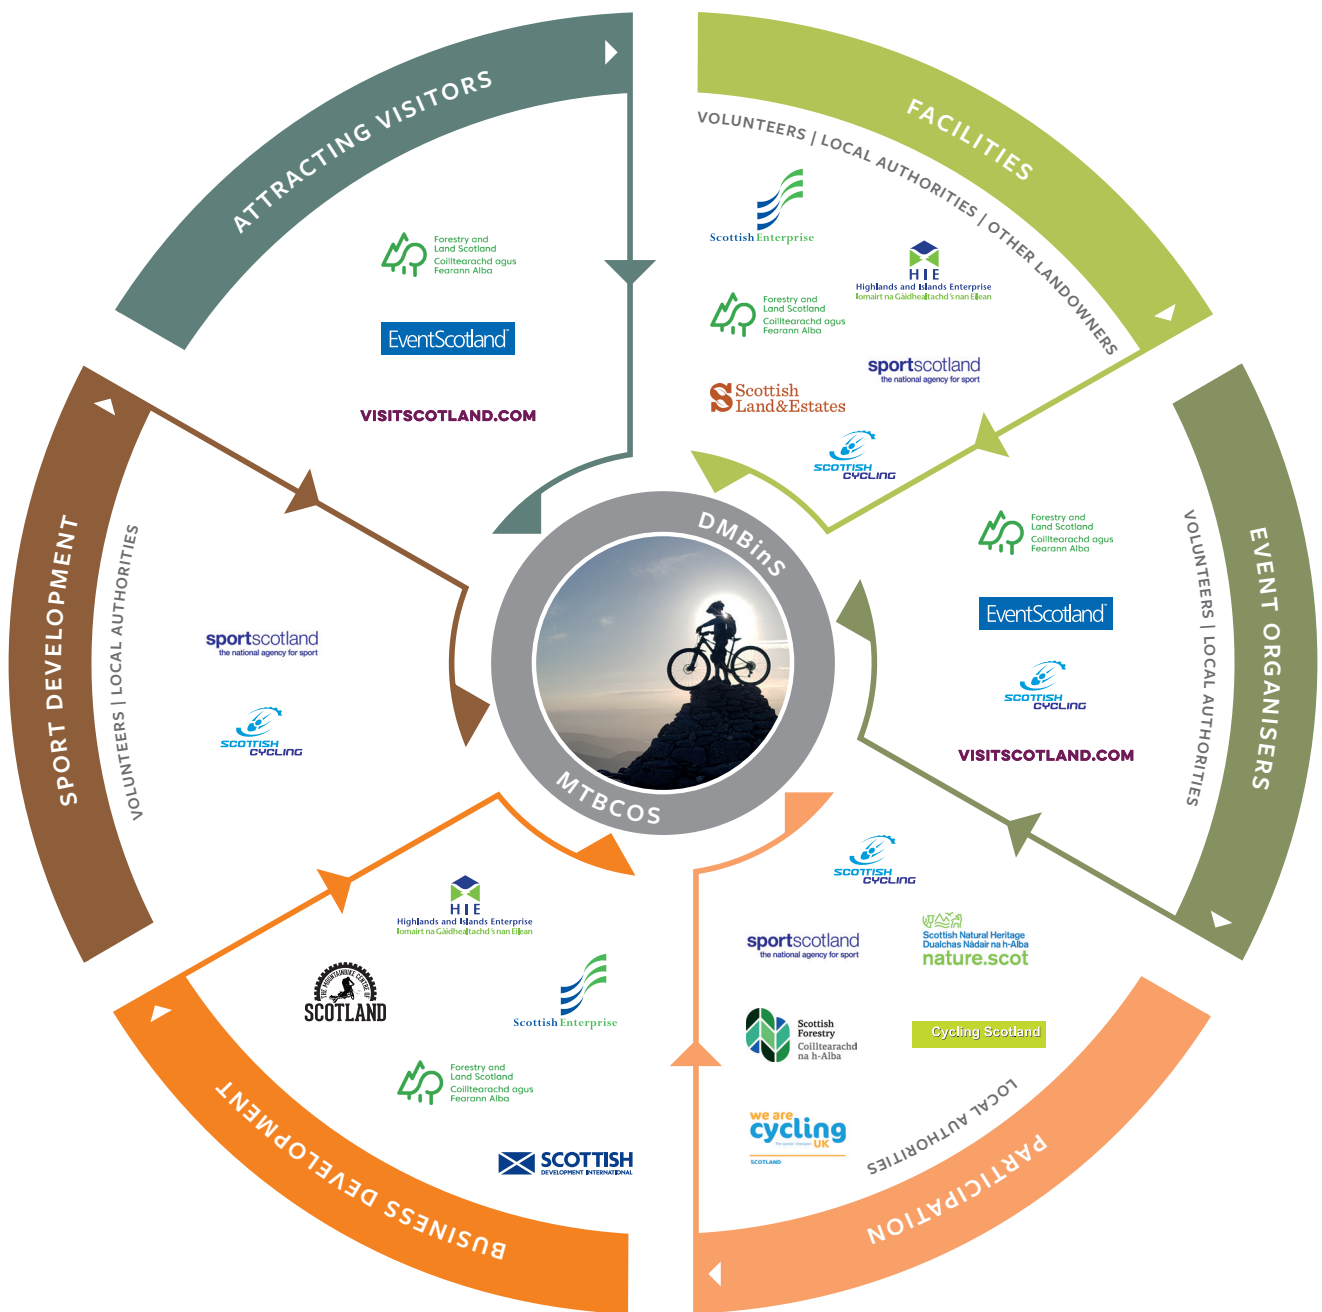 ATTRACTING VISITORS
Forestry and
Land Scotland
Coilltearachd agus
Fearann Alba
EventScotland
VISITSCOTLAND.COM
FACILITIES
VOLUNTEERS | LOCAL AUTHORITIES | OTHER LANDOWNERS
Scottish Enterprise
HIE
Highlands and Islands Enterprise
Iomairt na Gàidhealtachd 's nan Eilean
Forestry and
Land Scotland
Coilltearachd agus
Fearann Alba
sportscotland
the national agency for sport
Scottish
Land&Estates
SCOTTISH
CYCLING
EVENT ORGANISERS
VOLUNTEERS | LOCAL AUTHORITIES
Forestry and
Land Scotland
Coilltearachd agus
Fearann Alba
EventScotland
SCOTTISH
CYCLING
VISITSCOTLAND.COM
PARTICIPATION
LOCAL AUTHORITIES
SCOTTISH
CYCLING
sportscotland
the national agency for sport
Scottish Natural Heritage
Dualchas Nàdair na h-Alba
nature.scot
Scottish
Forestry
Coilltearachd
na h-Alba
Cycling Scotland
we are
cycling
UK
SCOTLAND
BUSINESS DEVELOPMENT
HIE
Highlands and Islands Enterprise
Iomairt na Gàidhealtachd 's nan Eilean
THE MOUNTAINBIKE CENTRE OF
SCOTLAND
Scottish Enterprise
Forestry and
Land Scotland
Coilltearachd agus
Fearann Alba
SCOTTISH
DEVELOPMENT INTERNATIONAL
SPORT DEVELOPMENT
VOLUNTEERS | LOCAL AUTHORITIES
sportscotland
the national agency for sport
SCOTTISH
CYCLING
DMBinS
MTBCOS